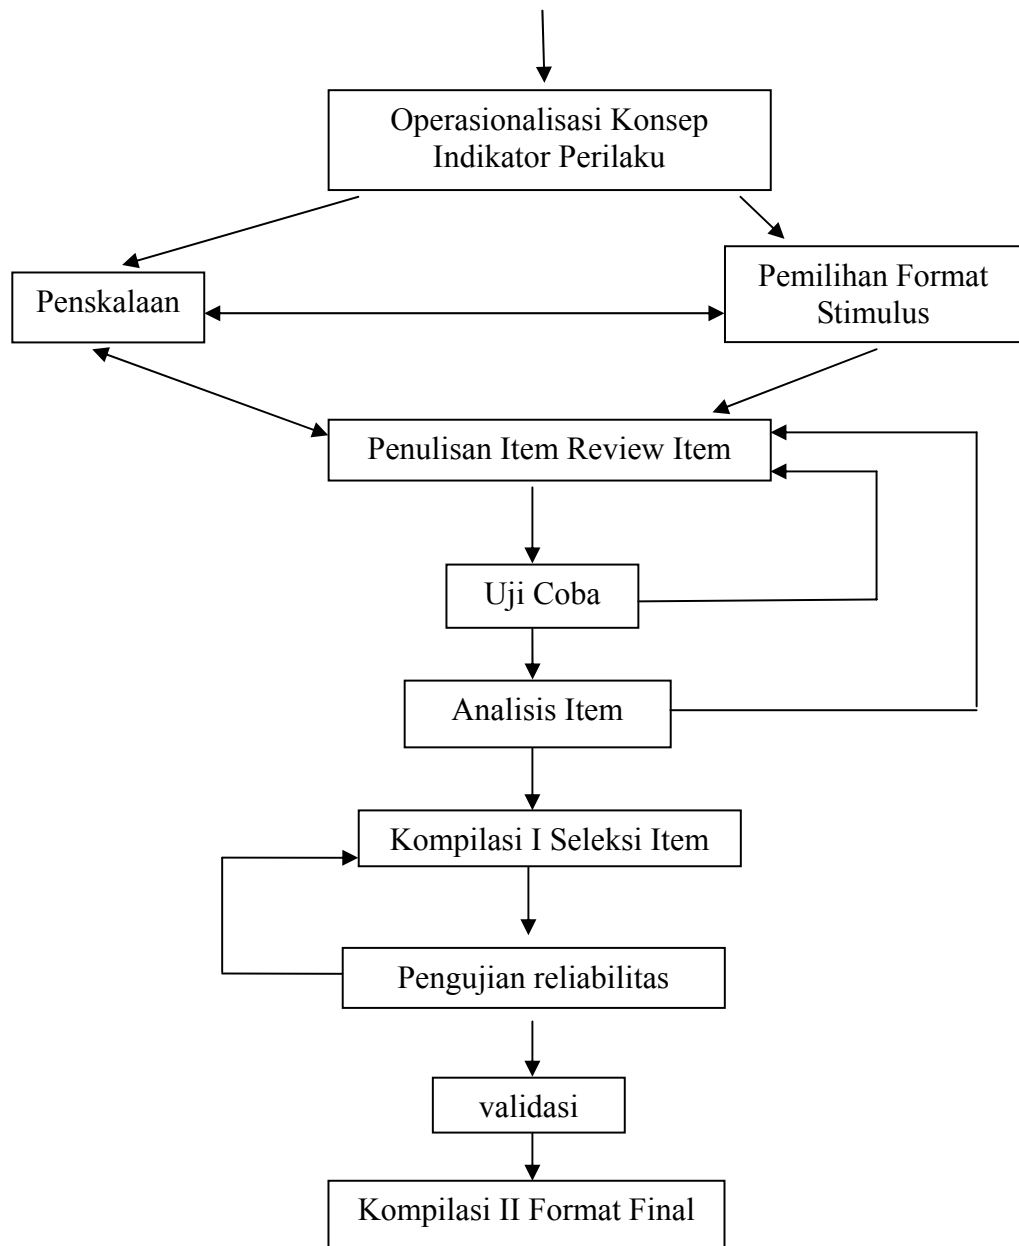 Operasionalisasi Konsep
Indikator Perilaku
Penskalaan
Pemilihan Format
Stimulus
Penulisan Item Review Item
Uji Coba
Analisis Item
Kompilasi I Seleksi Item
Pengujian reliabilitas
validasi
Kompilasi II Format Final